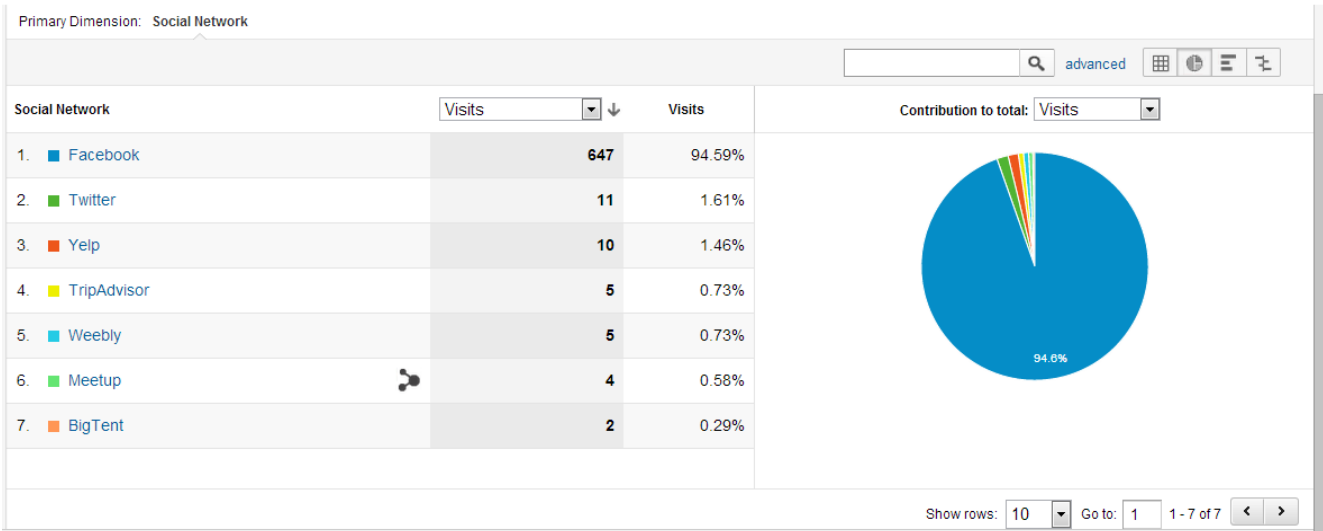 Primary Dimension: Social Network
advanced
Social Network Visits Visits Contribution to total: Visits
1. Facebook 647 94.59%
2. Twitter 11 1.61%
3. Yelp 10 1.46%
4. TripAdvisor 5 0.73%
5. Weebly 5 0.73%
6. Meetup 4 0.58%
7. BigTent 2 0.29%
94.6%
Show rows: 10 Go to: 1 1 - 7 of 7